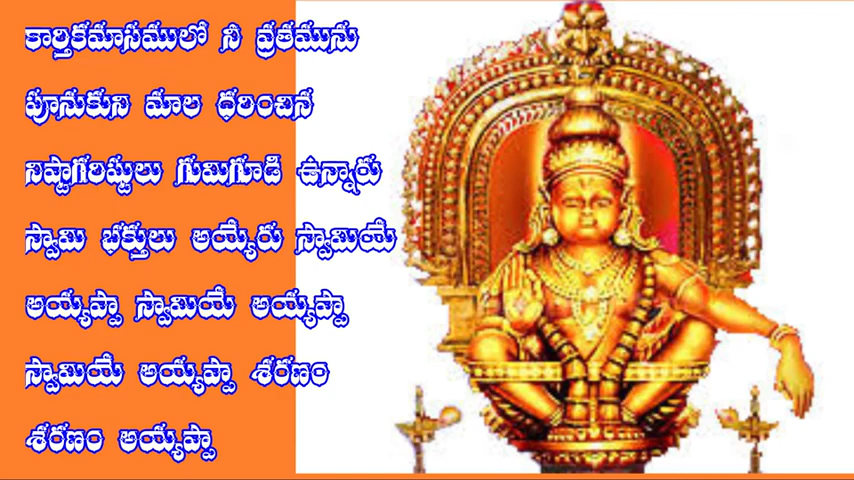 కార్తికమాసములో నీ వ్రతమును
పూనుకుని మాల ధరించిన
నిష్టాగరిష్టులు గుమిగూడి ఉన్నారు
స్వామి భక్తులు అయ్యేరు స్వామియే
అయ్యప్పా స్వామియే అయ్యప్పా
స్వామియే అయ్యప్పా శరణం
శరణం అయ్యప్పా